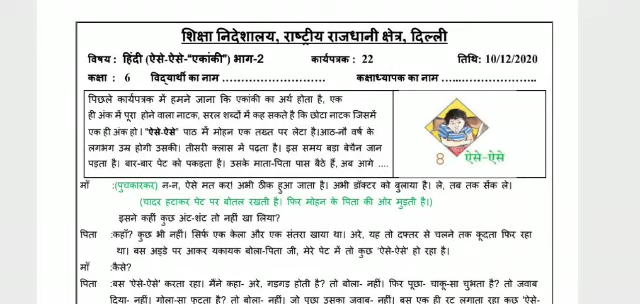 शिक्षा निदेशालय, राष्ट्रीय राजधानी क्षेत्र, दिल्ली
विषय : हिंदी (ऐसे-ऐसे-“एकांकी”) भाग-2 कार्यपत्रक : 22 तिथि: 10/12/2020
कक्षा : 6 विद्यार्थी का नाम ........................... कक्षाध्यापक का नाम .........................
पिछले कार्यपत्रक में हमने जाना कि एकांकी का अर्थ होता है, एक
ही अंक में पूरा होने वाला नाटक, सरल शब्दों में कह सकते है कि छोटा नाटक जिसमें
एक ही अंक हो। "ऐसे-ऐसे" पाठ में मोहन एक तख्त पर लेटा है।आठ-नौ वर्ष के
लगभग उम्र होगी उसकी। तीसरी क्लास में पढता है। इस समय बड़ा बेचैन जान
पड़ता है। बार-बार पेट को पकड़ता है। उसके माता-पिता पास बैठे हैं, अब आगे ....
8 ऐसे-ऐसे
माँ :(पुचकारकर) न-न, ऐसे मत कर! अभी ठीक हुआ जाता है। अभी डॉक्टर को बुलाया है। ले, तब तक सेंक ले।
(चादर हटाकर पेट पर बोतल रखती है। फिर मोहन के पिता की ओर मुड़ती है।)
इसने कहीं कुछ अंट-शंट तो नहीं खा लिया?
पिता :कहाँ? कुछ भी नहीं। सिर्फ एक केला और एक संतरा खाया था। अरे, यह तो दफ्तर से चलने तक कूदता फिर रहा
था। बस अड्डे पर आकर यकायक बोला-पिता जी, मेरे पेट में तो कुछ 'ऐसे-ऐसे' हो रहा है।
माँ :कैसे?
पिता :बस 'ऐसे-ऐसे' करता रहा। मैंने कहा- अरे, गड़गड़ होती है? तो बोला- नहीं। फिर पूछा- चाकू-सा चुभता है? तो जवाब
दिया- नहीं। गोला-सा फूटता है? तो बोला- नहीं। जो पूछा उसका जवाब- नहीं। बस एक ही रट लगाता रहा कुछ 'ऐसे-